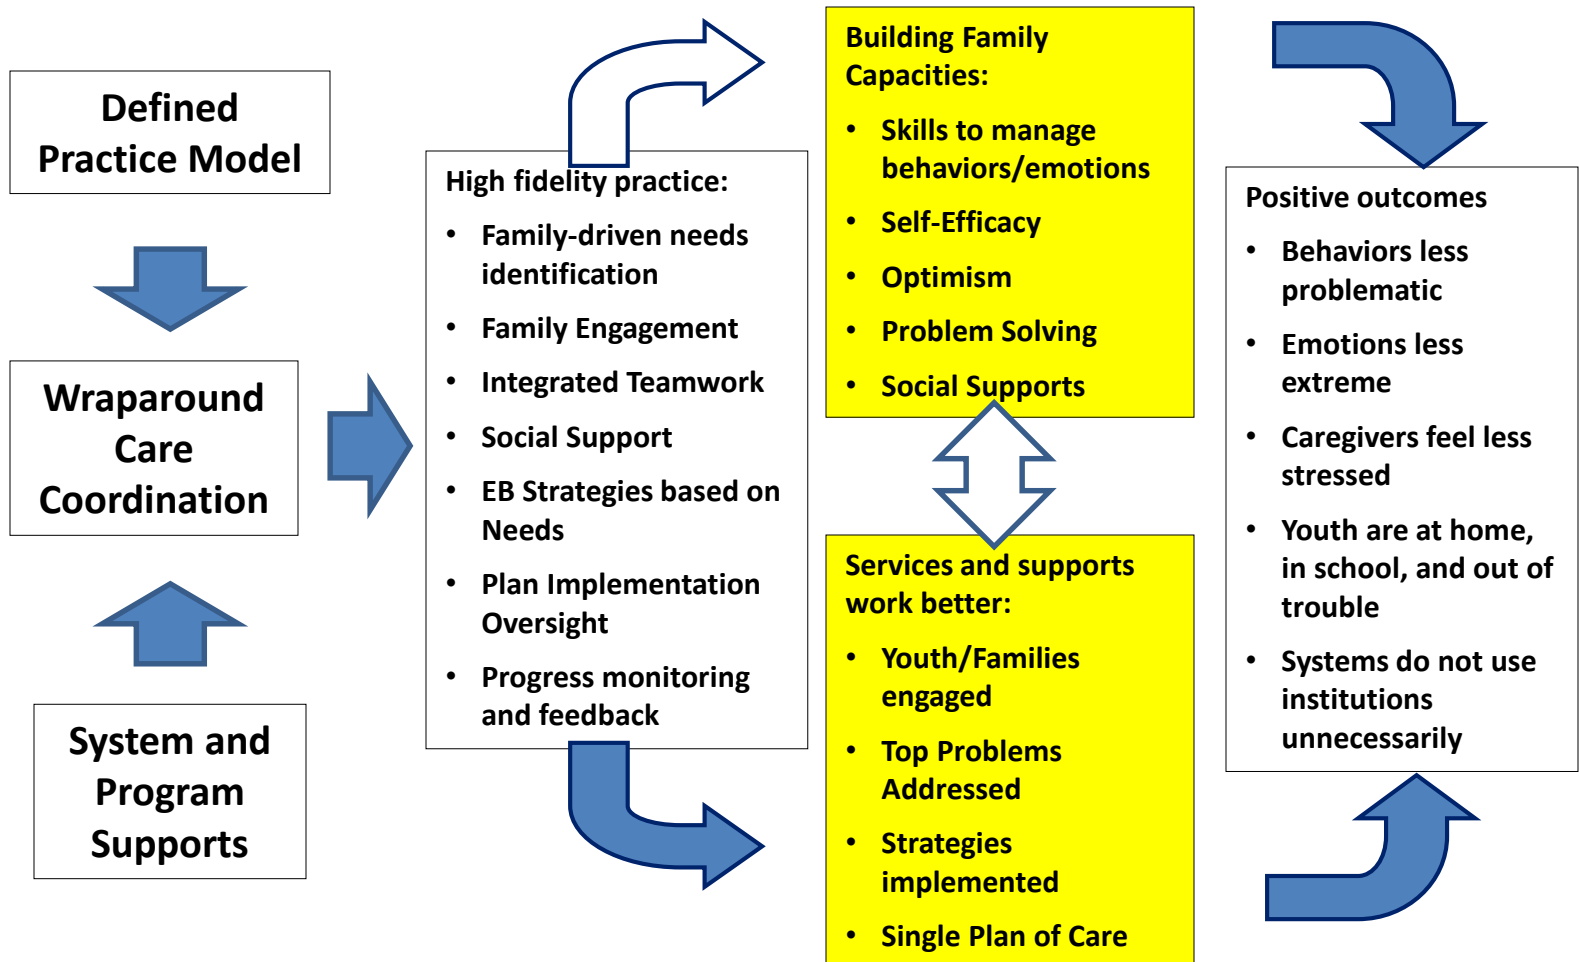 Defined
Practice Model
Wraparound
Care
Coordination
System and
Program
Supports
High fidelity practice:
• Family-driven needs
identification
• Family Engagement
• Integrated Teamwork
• Social Support
• EB Strategies based on
Needs
• Plan Implementation
Oversight
• Progress monitoring
and feedback
Building Family
Capacities:
• Skills to manage
behaviors/emotions
• Self-Efficacy
• Optimism
• Problem Solving
• Social Supports
Services and supports
work better:
• Youth/Families
engaged
• Top Problems
Addressed
• Strategies
implemented
• Single Plan of Care
Positive outcomes
• Behaviors less
problematic
• Emotions less
extreme
• Caregivers feel less
stressed
• Youth are at home,
in school, and out of
trouble
• Systems do not use
institutions
unnecessarily